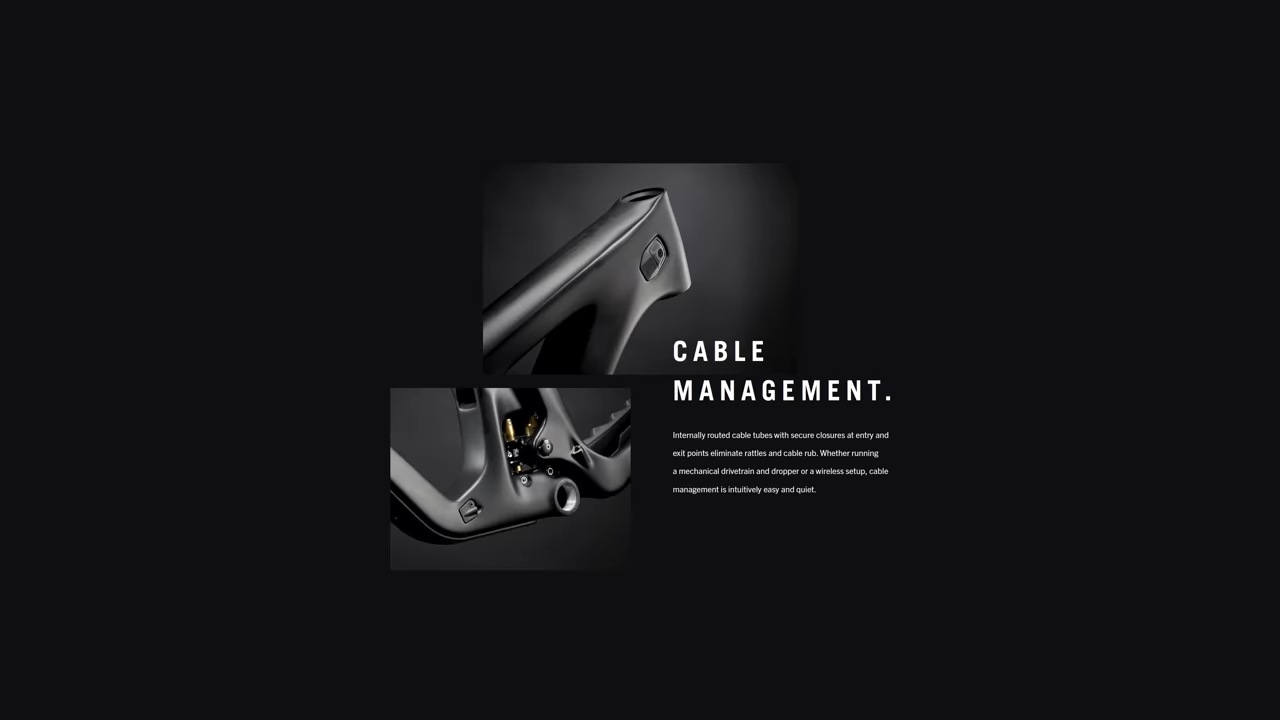 CABLE
MANAGEMENT.
Internally routed cable tubes with secure closures at entry and
exit points eliminate rattles and cable rub. Whether running
a mechanical drivetrain and dropper or a wireless setup, cable
management is intuitively easy and quiet.